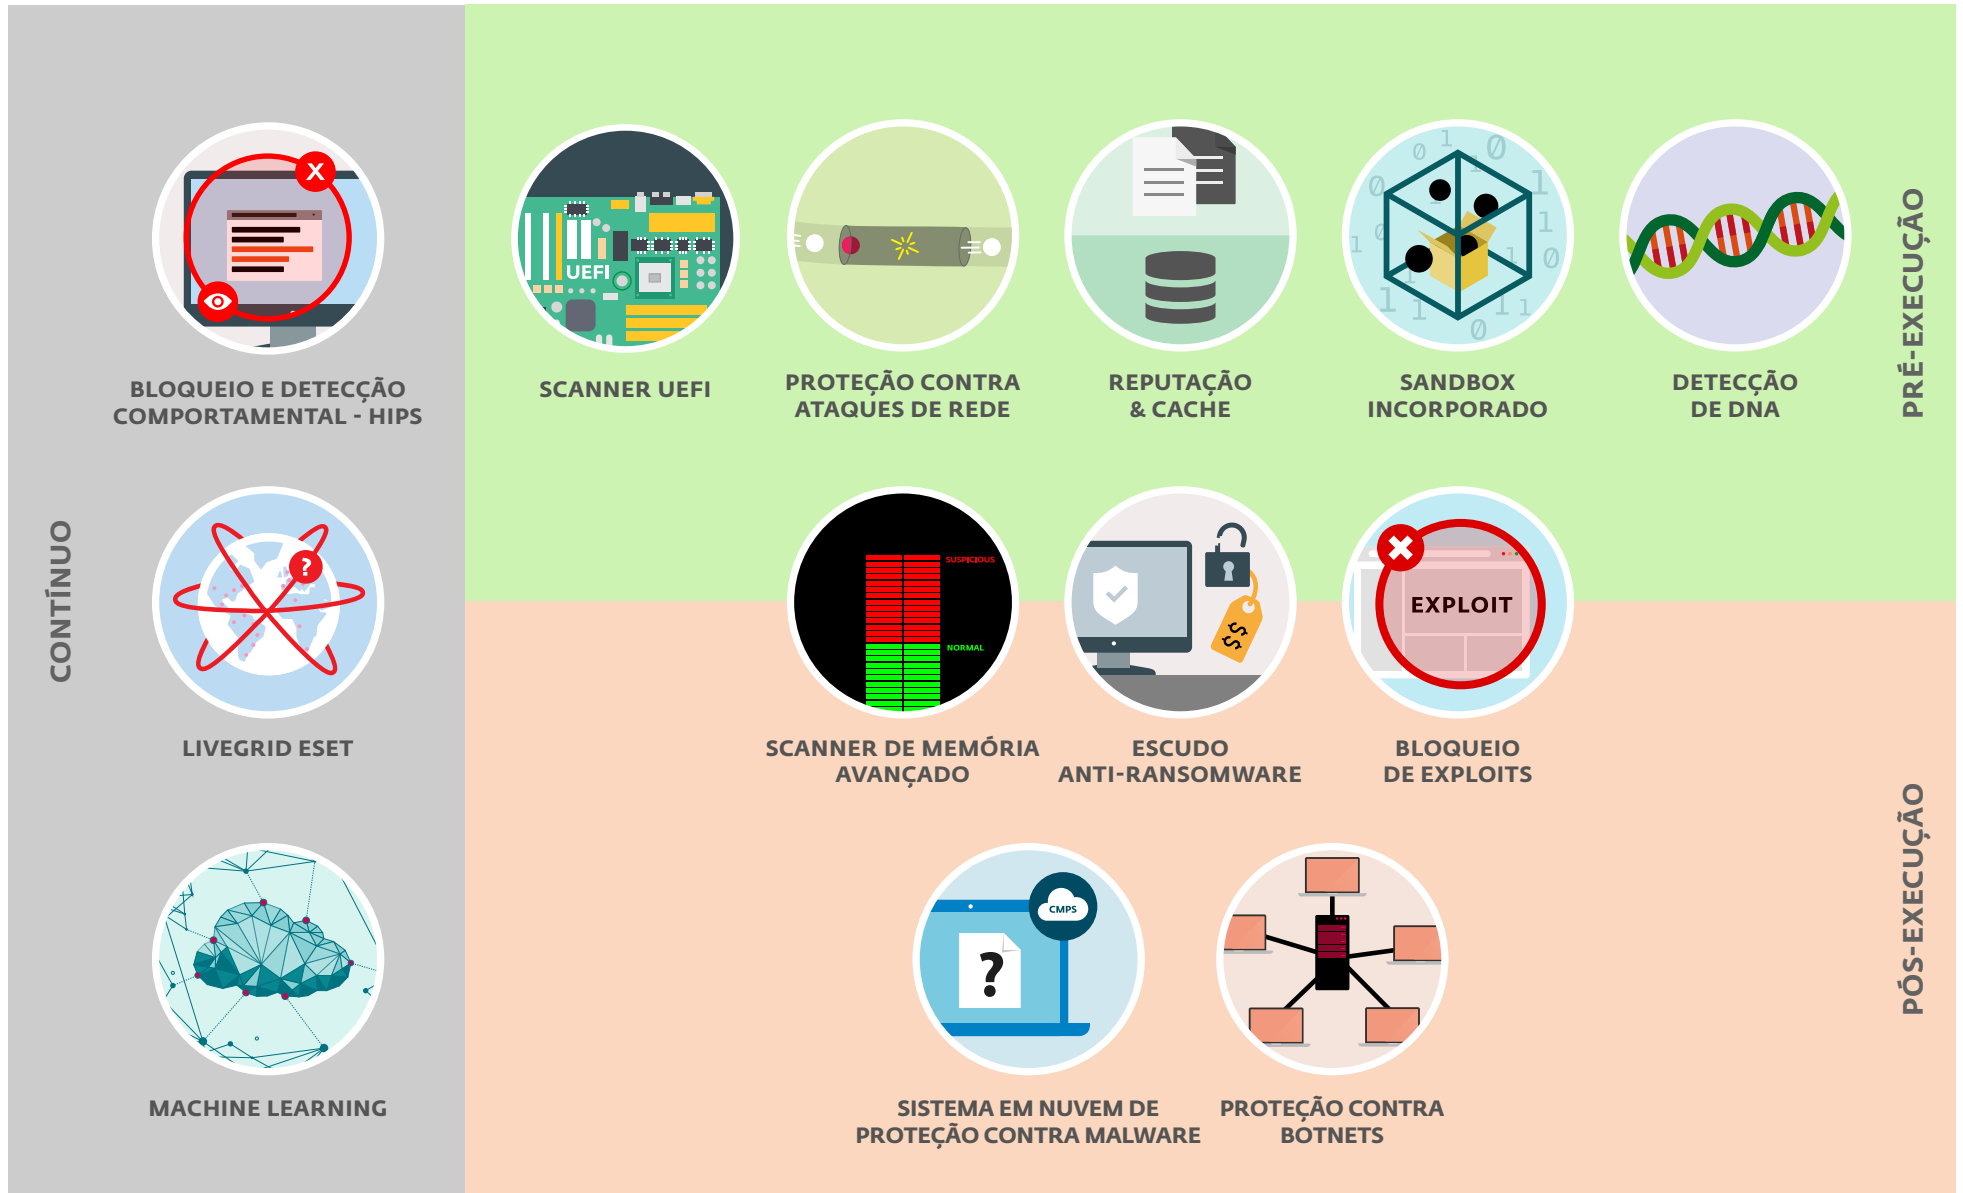 BLOQUEIO E DETECÇÃO
COMPORTAMENTAL - HIPS
UEFI
SCANNER UEFI
PROTEÇÃO CONTRA
ATAQUES DE REDE
REPUTAÇÃO
& CACHE
SANDBOX
INCORPORADO
DETECÇÃO
DE DNA
PRÉ-EXECUÇÃO
CONTÍNUO
?
LIVEGRID ESET
SUSPICIOUS
NORMAL
SCANNER DE MEMÓRIA
AVANÇADO
$$
ESCUDO
ANTI-RANSOMWARE
EXPLOIT
BLOQUEIO
DE EXPLOITS
MACHINE LEARNING
CMPS
?
SISTEMA EM NUVEM DE
PROTEÇÃO CONTRA MALWARE
PROTEÇÃO CONTRA
BOTNETS
PÓS-EXECUÇÃO